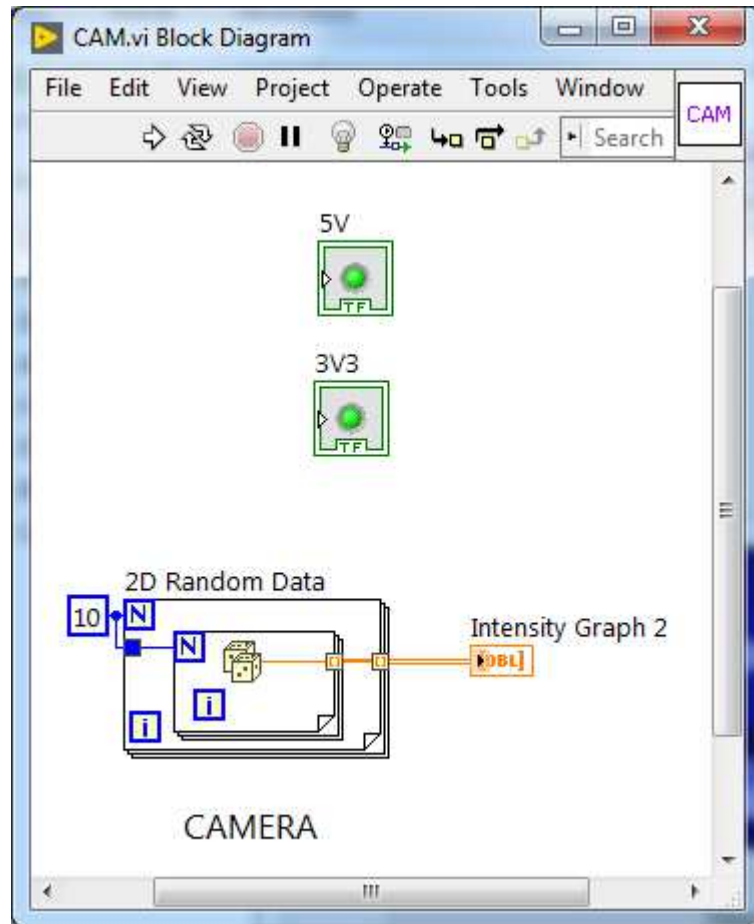 CAM.vi Block Diagram
File Edit View Project Operate Tools Window
CAM
Search
5V
TF
3V3
TF
2D Random Data
10
N
N
i
i
Intensity Graph 2
[DBL]
CAMERA